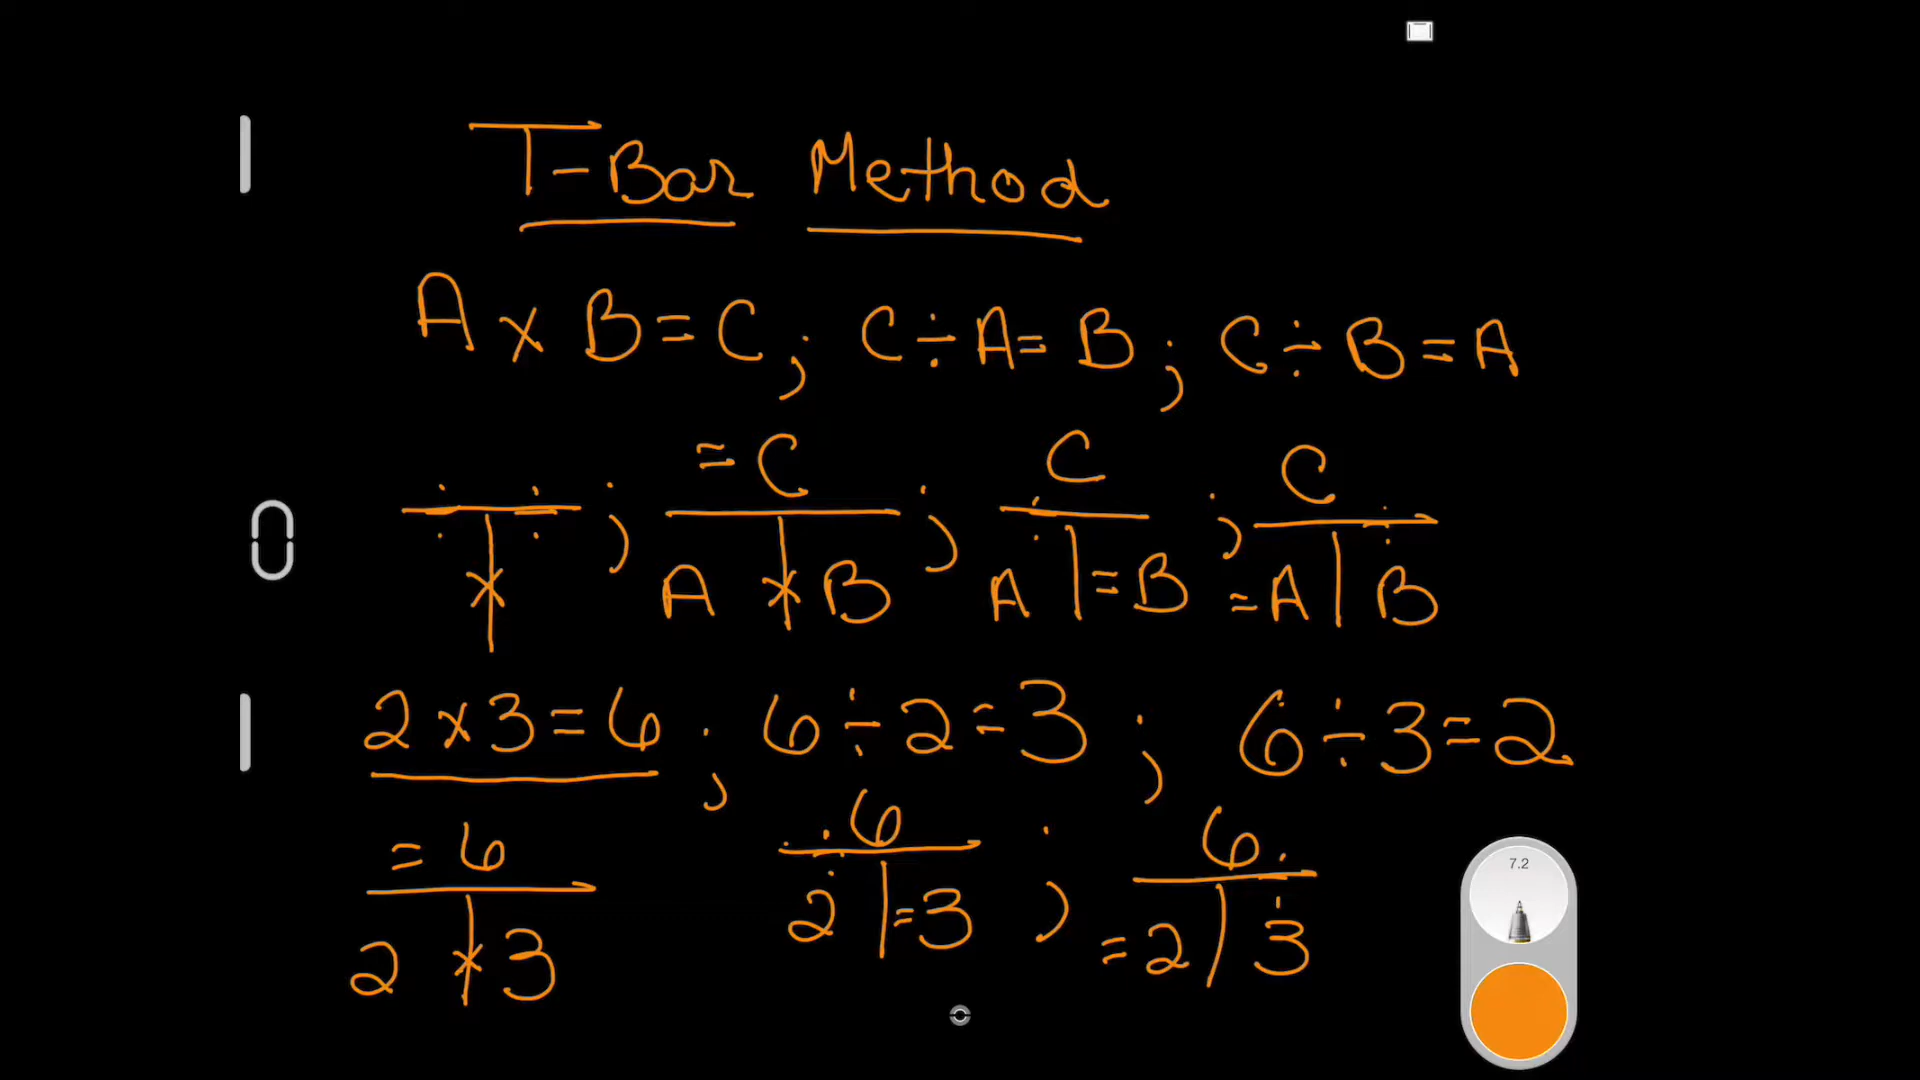 T-Bar Method
A × B = C ; C ÷ A = B ; C ÷ B = A
= C C C
÷ ÷ ; ; ÷ ; ÷
× A × B A = B = A B
2 × 3 = 6 ; 6 ÷ 2 = 3 ; 6 ÷ 3 = 2
= 6 ÷ 6 ; 6 ÷
2 × 3 2 = 3 = 2 3
7.2